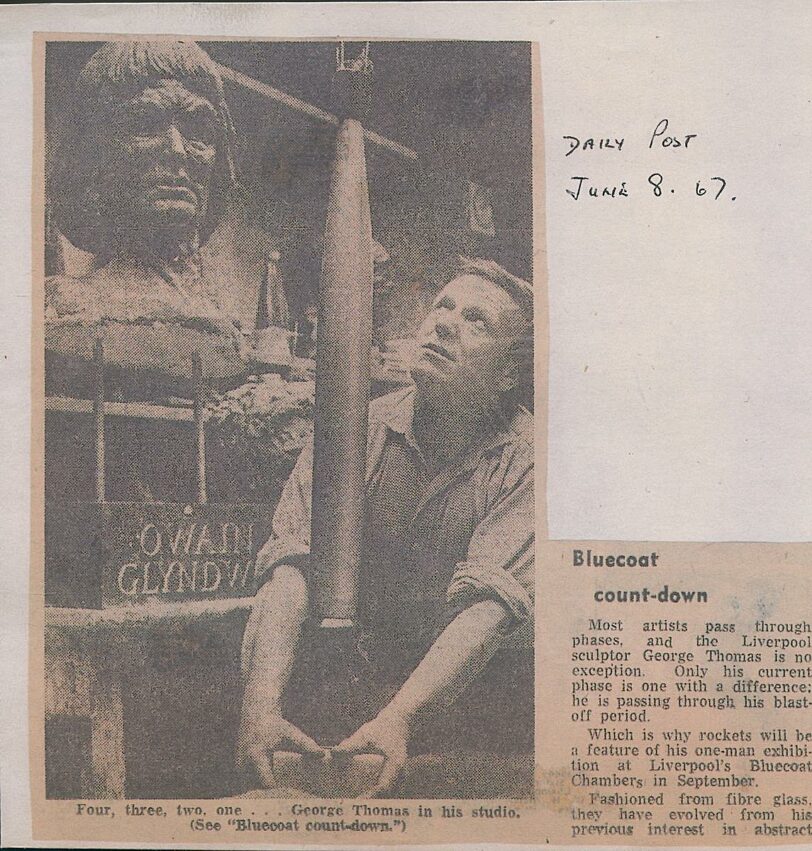 DAILY POST
JUNE 8. 67.
OWAIN
GLYNDW
Four, three, two, one . . . George Thomas in his studio.
(See "Bluecoat count-down.")
Bluecoat
count-down
Most artists pass through
phases, and the Liverpool
sculptor George Thomas is no
exception. Only his current
phase is one with a difference;
he is passing through his blast-
off period.
Which is why rockets will be
a feature of his one-man exhibi-
tion at Liverpool's Bluecoat
Chambers in September.
Fashioned from fibre glass,
they have evolved from his
previous interest in abstract